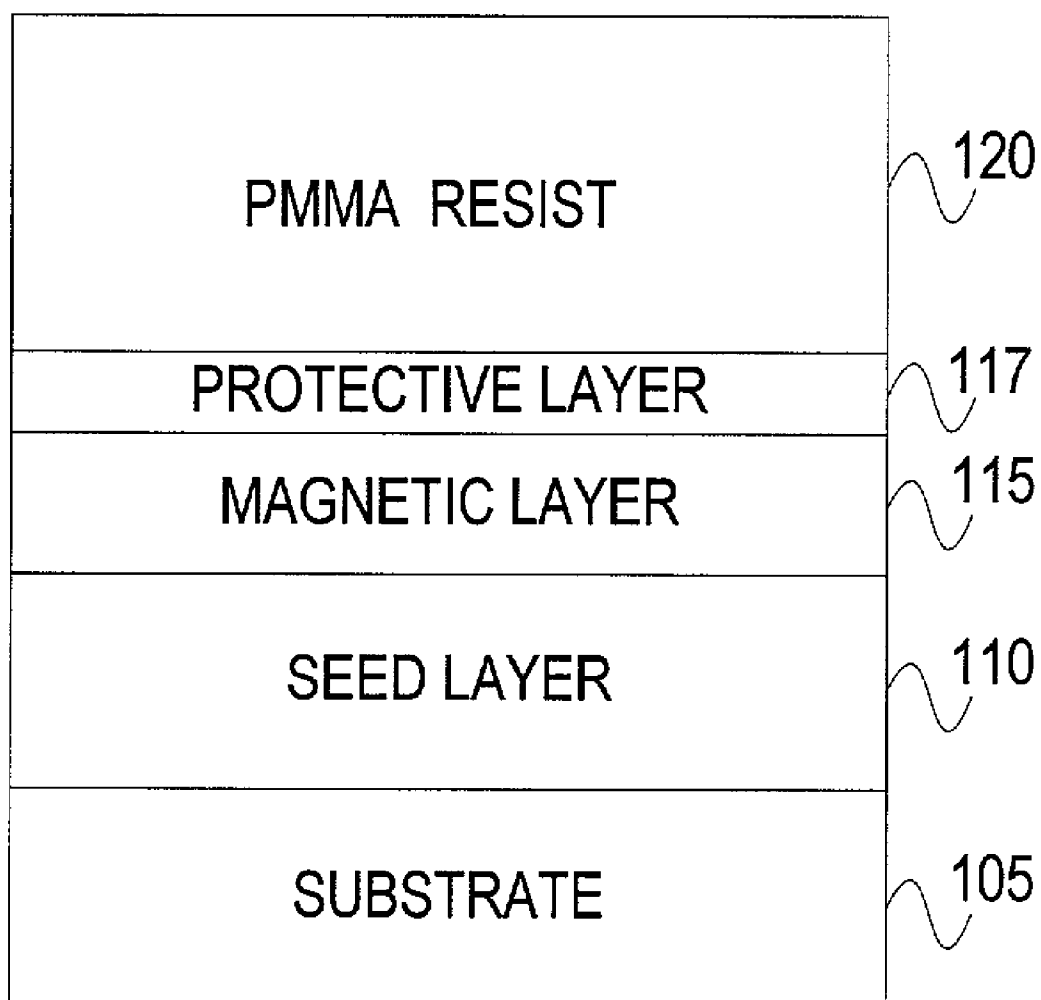 120
PMMA RESIST
117
PROTECTIVE LAYER
115
MAGNETIC LAYER
110
SEED LAYER
105
SUBSTRATE